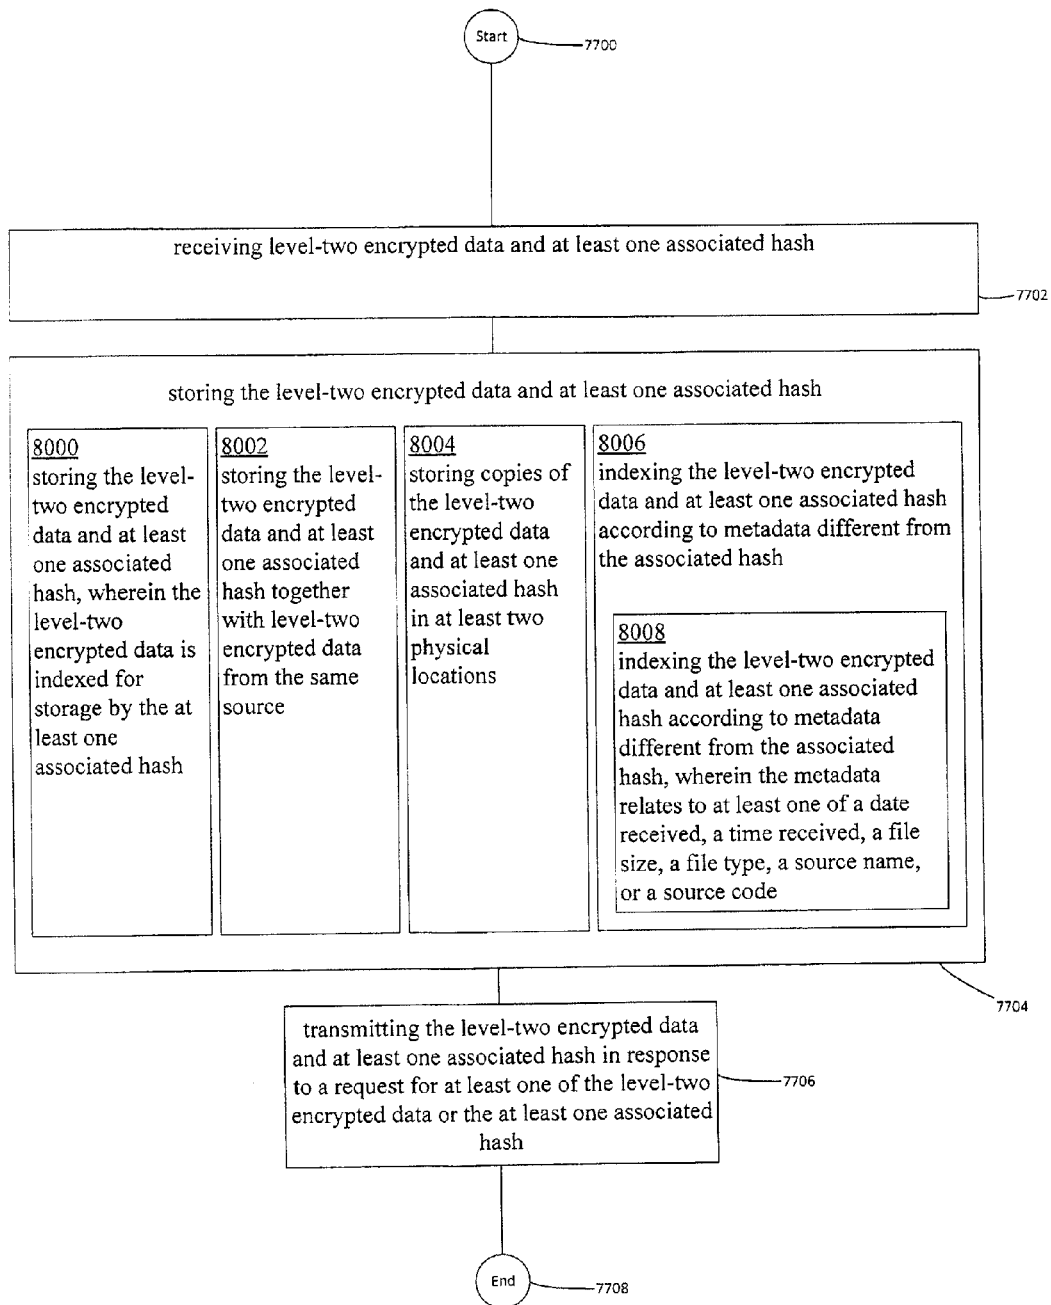 Start
7700
receiving level-two encrypted data and at least one associated hash
7702
storing the level-two encrypted data and at least one associated hash
8000
storing the level-
two encrypted
data and at least
one associated
hash, wherein the
level-two
encrypted data is
indexed for
storage by the at
least one
associated hash
8002
storing the level-
two encrypted
data and at least
one associated
hash together
with level-two
encrypted data
from the same
source
8004
storing copies of
the level-two
encrypted data
and at least one
associated hash
in at least two
physical
locations
8006
indexing the level-two encrypted
data and at least one associated hash
according to metadata different from
the associated hash
8008
indexing the level-two encrypted
data and at least one associated
hash according to metadata
different from the associated
hash, wherein the metadata
relates to at least one of a date
received, a time received, a file
size, a file type, a source name,
or a source code
7704
transmitting the level-two encrypted data
and at least one associated hash in response
to a request for at least one of the level-two
encrypted data or the at least one associated
hash
7706
End
7708